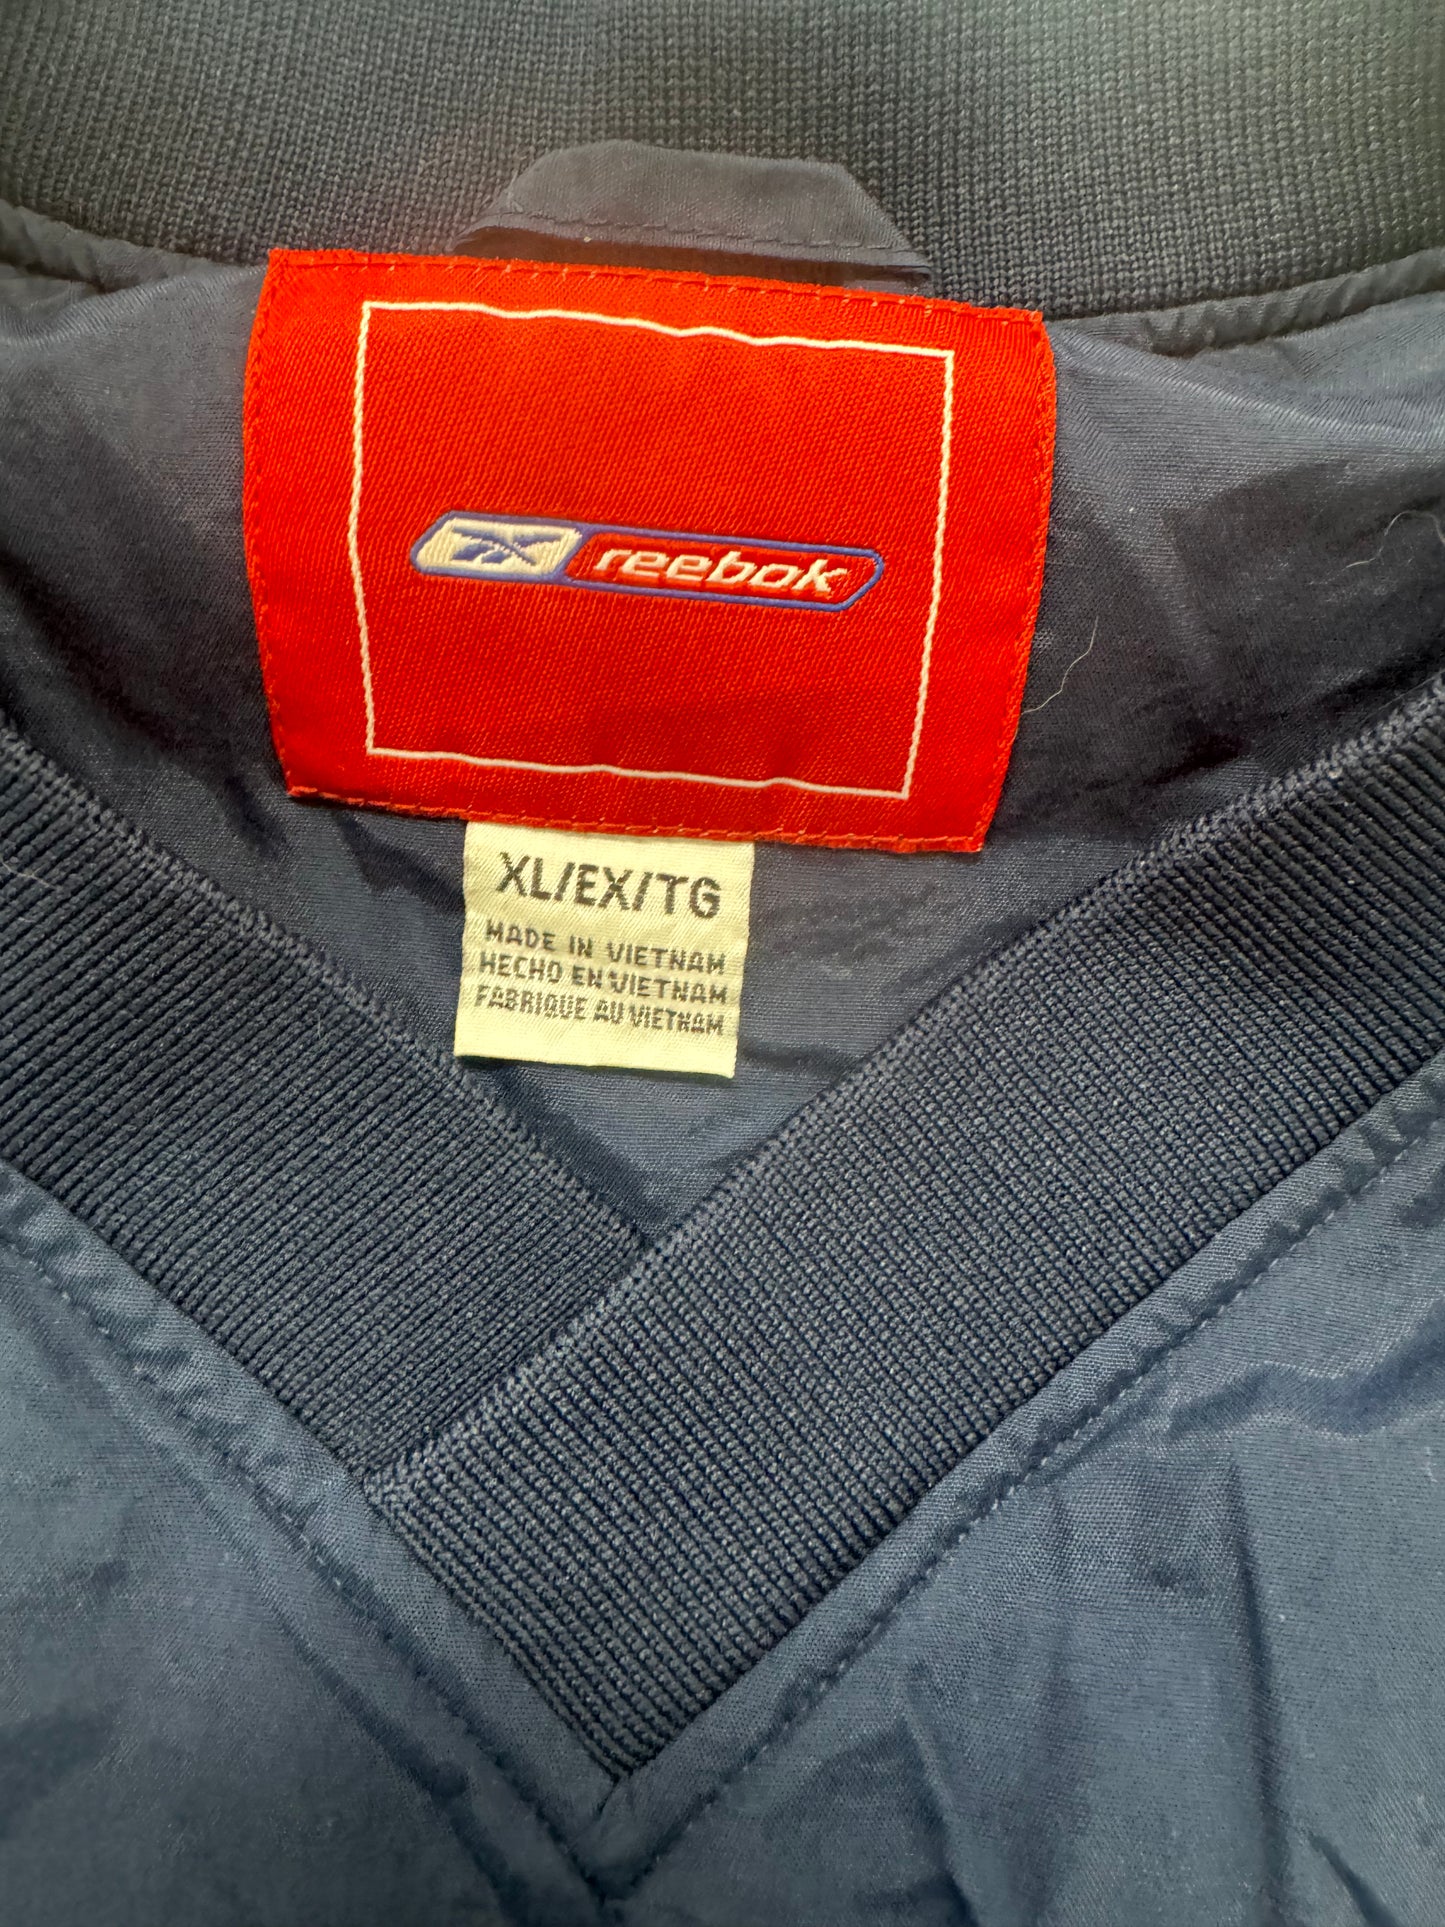 reebok
XL/EX/TG
MADE IN VIETNAM
HECHO EN VIETNAM
FABRIQUE AU VIETNAM